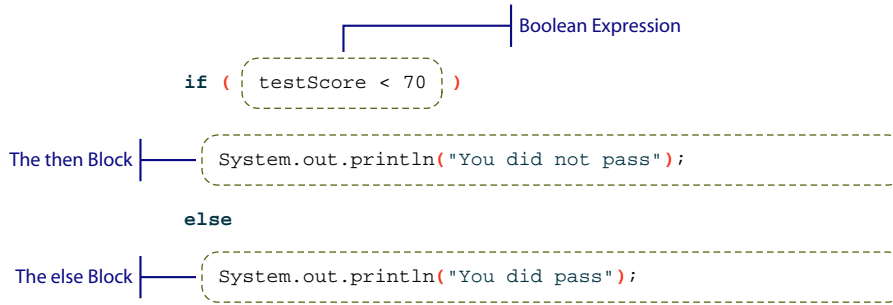 Boolean Expression
if ( testScore < 70 )
The then Block
System.out.println("You did not pass");
else
The else Block
System.out.println("You did pass");